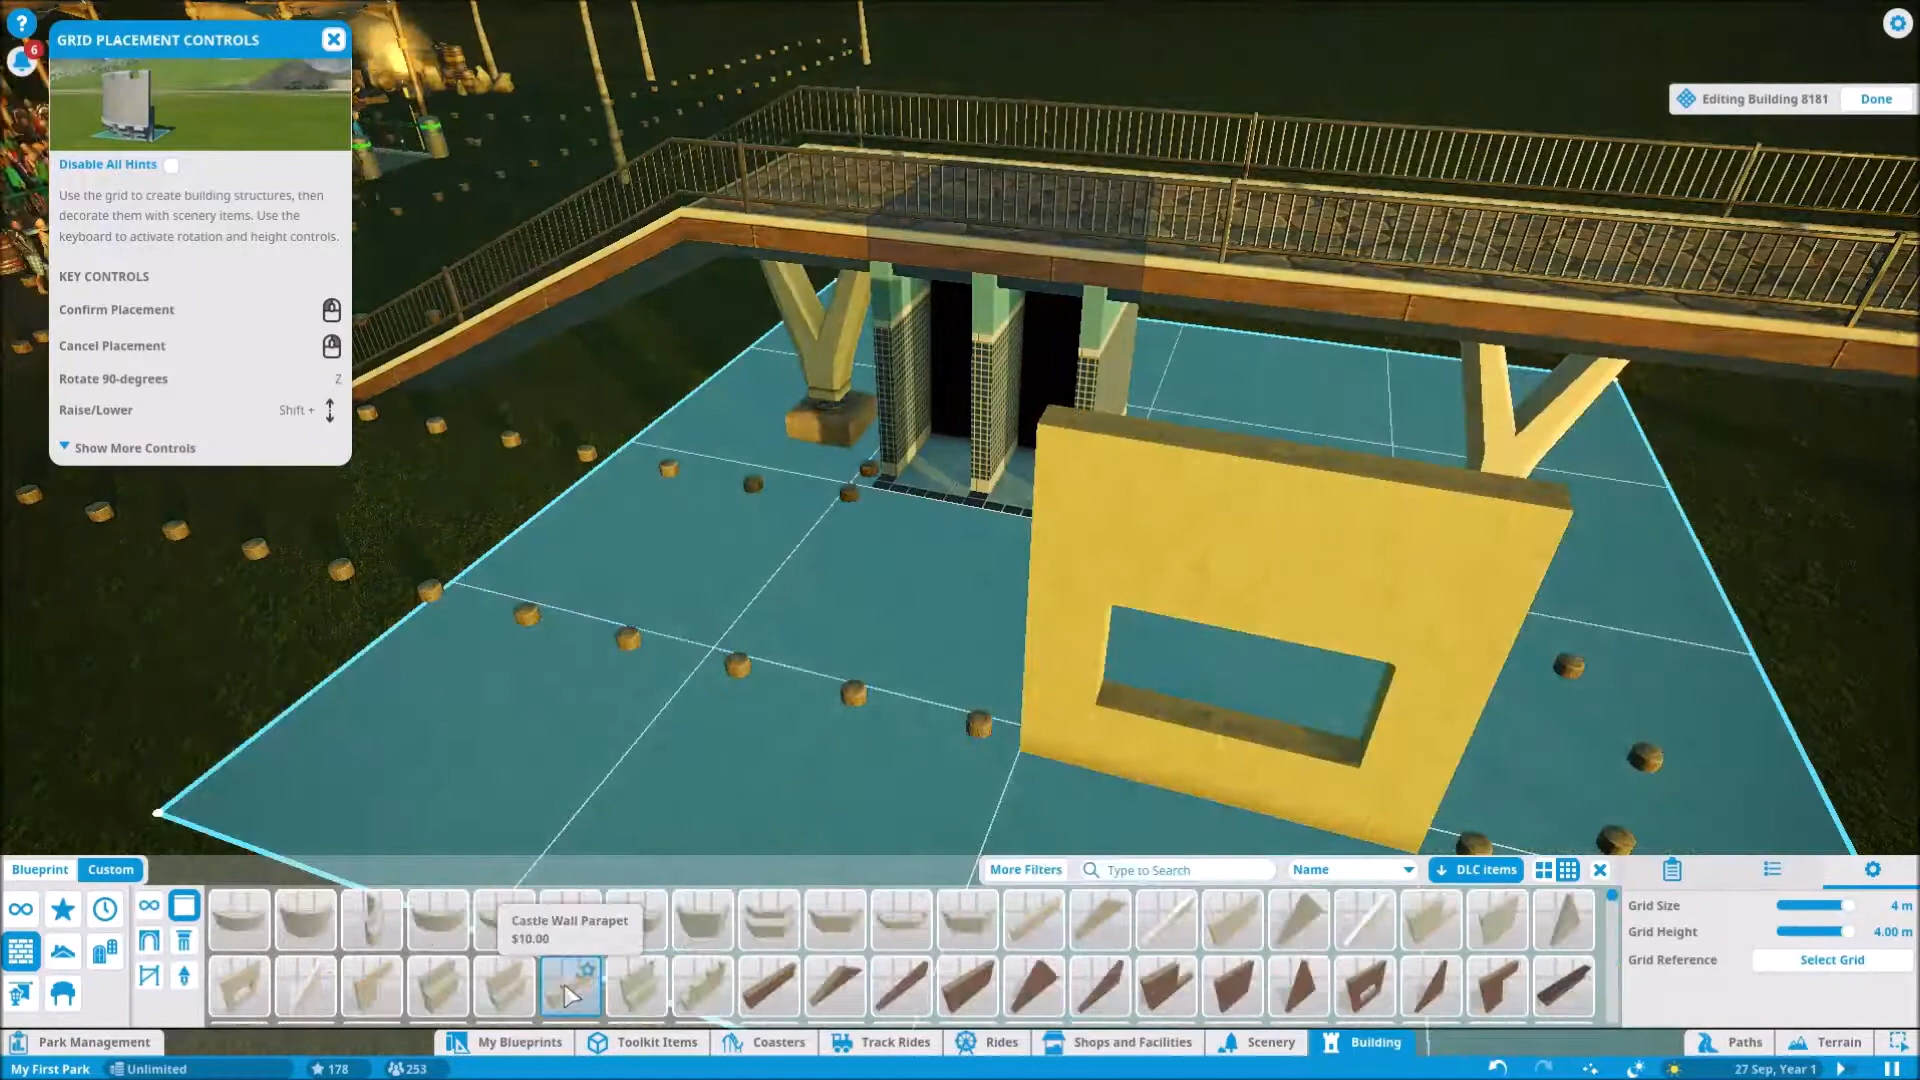 ?
6
GRID PLACEMENT CONTROLS
Disable All Hints
Use the grid to create building structures, then
decorate them with scenery items. Use the
keyboard to activate rotation and height controls.
KEY CONTROLS
Confirm Placement
Cancel Placement
Rotate 90-degrees Z
Raise/Lower Shift +
Show More Controls
Editing Building 8181 Done
Blueprint Custom
More Filters Type to Search Name DLC items
Castle Wall Parapet
$10.00
Grid Size 4 m
Grid Height 4.00 m
Grid Reference Select Grid
Park Management My Blueprints Toolkit Items Coasters Track Rides Rides Shops and Facilities Scenery Building Paths Terrain
My First Park Unlimited 178 253 27 Sep, Year 1